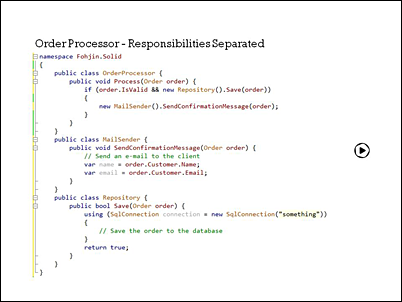 Order Processor - Responsibilities Separated
namespace Fohjin.Solid
{
public class OrderProcessor {
public void Process(Order order) {
if (order.IsValid && new Repository().Save(order))
{
new MailSender().SendConfirmationMessage(order);
}
}
}
public class MailSender {
public void SendConfirmationMessage(Order order) {
// Send an e-mail to the client
var name = order.Customer.Name;
var email = order.Customer.Email;
}
}
public class Repository {
public bool Save(Order order) {
using (SqlConnection connection = new SqlConnection("something"))
{
// Save the order to the database
}
return true;
}
}
}